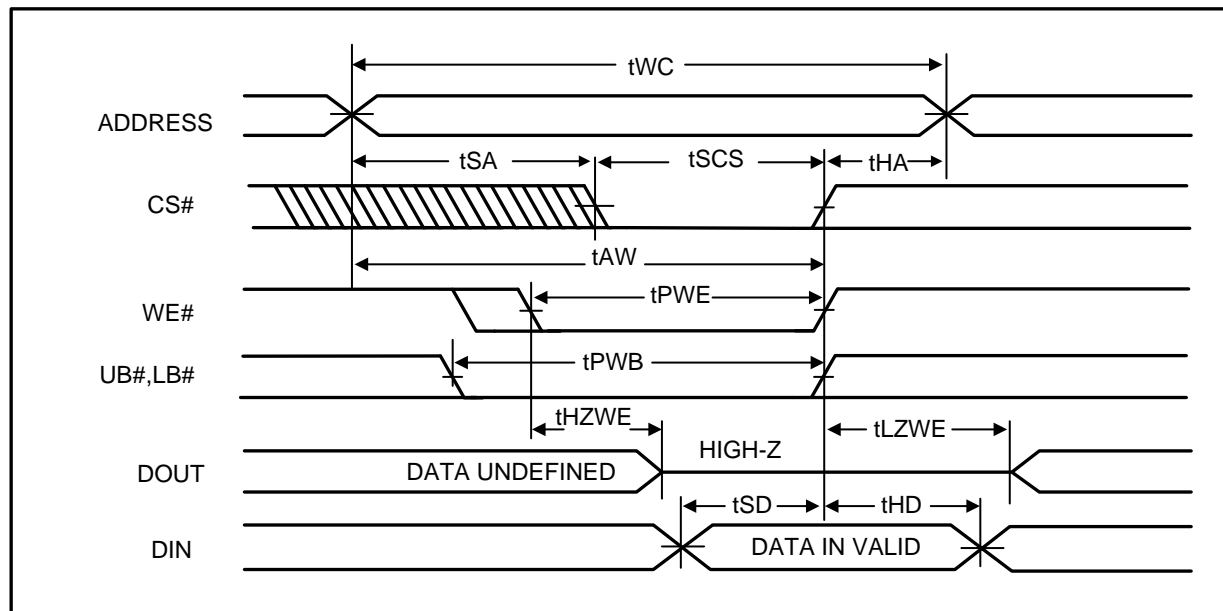 tWC
ADDRESS
tSA tSCS tHA
CS#
tAW
WE# tPWE
UB#,LB# tPWB
tHZWE tLZWE
HIGH-Z
DOUT DATA UNDEFINED
tSD tHD
DIN DATA IN VALID